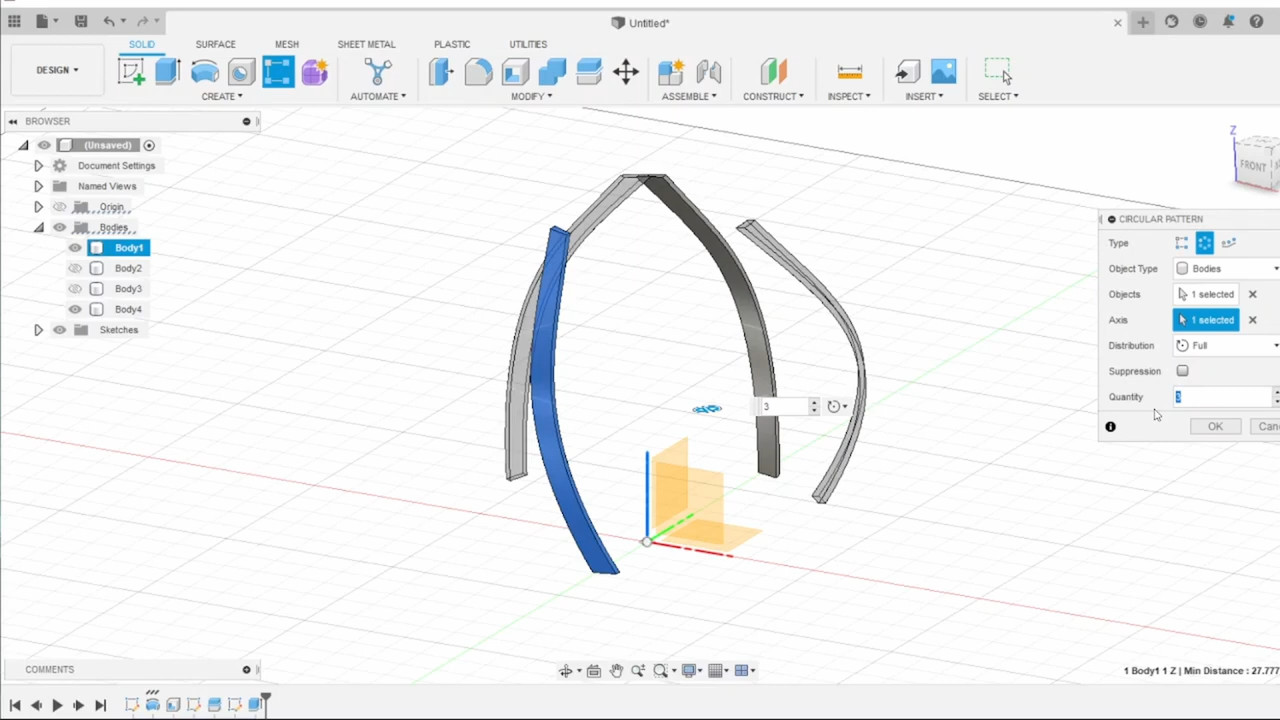 Untitled*
SOLID SURFACE MESH SHEET METAL PLASTIC UTILITIES
DESIGN
CREATE AUTOMATE MODIFY ASSEMBLE CONSTRUCT INSPECT INSERT SELECT
BROWSER
(Unsaved)
Document Settings
Named Views
Origin
Bodies
Body1
Body2
Body3
Body4
Sketches
Z
FRONT
CIRCULAR PATTERN
Type
Object Type Bodies
Objects 1 selected
Axis 1 selected
Distribution Full
Suppression
Quantity 3
OK
3
COMMENTS
1 Body1 1 Z | Min Distance : 27.777